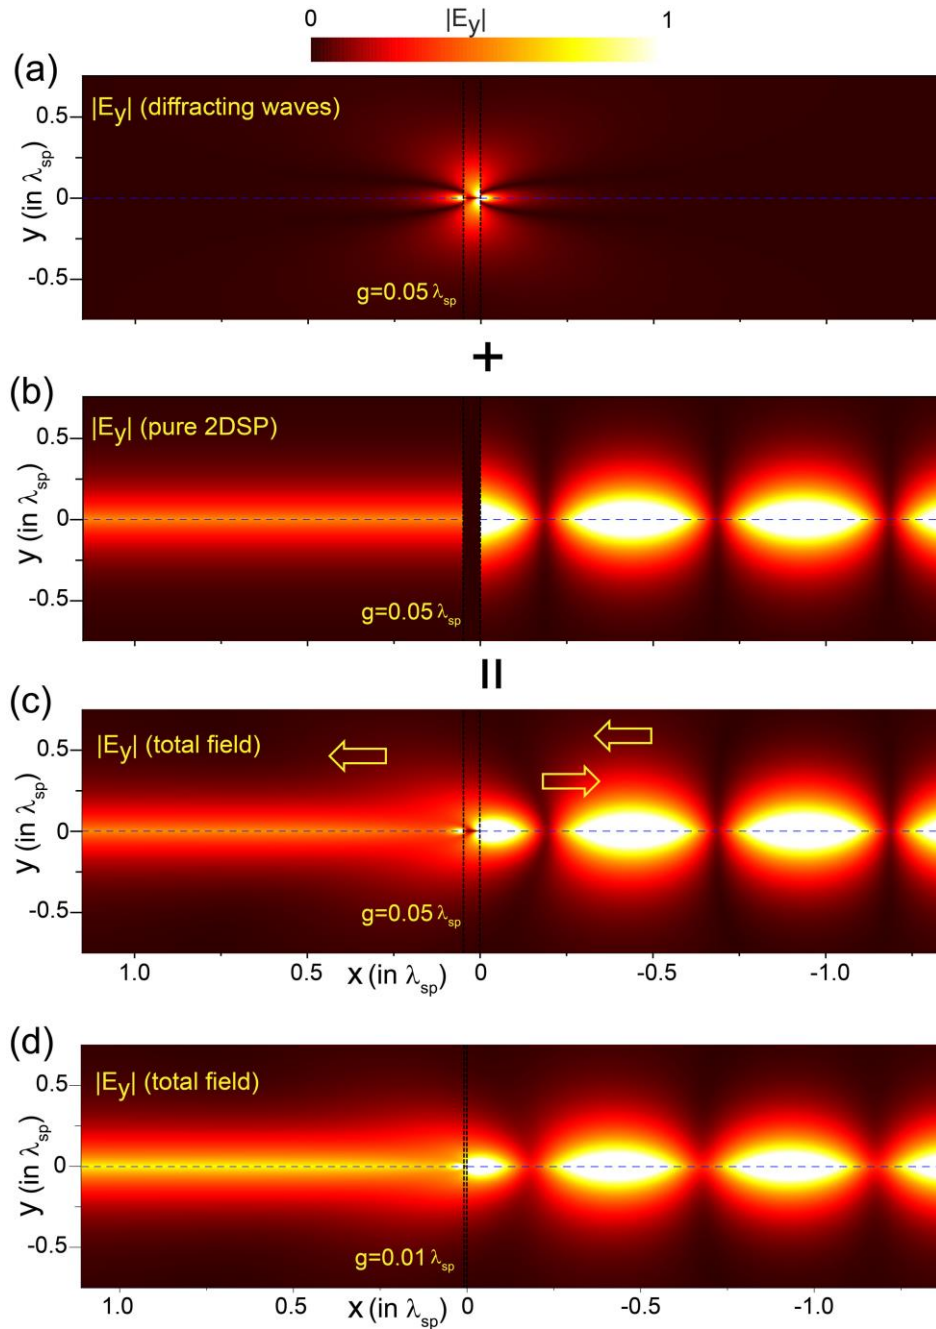 0 |Ey| 1
(a)
|Ey| (diffracting waves)
0.5
0
-0.5
y (in λsp)
g=0.05 λsp
+
(b)
|Ey| (pure 2DSP)
0.5
0
-0.5
y (in λsp)
g=0.05 λsp
=
(c)
|Ey| (total field)
0.5
0
-0.5
y (in λsp)
g=0.05 λsp
1.0 0.5 x (in λsp) 0 -0.5 -1.0
(d)
|Ey| (total field)
0.5
0
-0.5
y (in λsp)
g=0.01 λsp
1.0 0.5 x (in λsp) 0 -0.5 -1.0